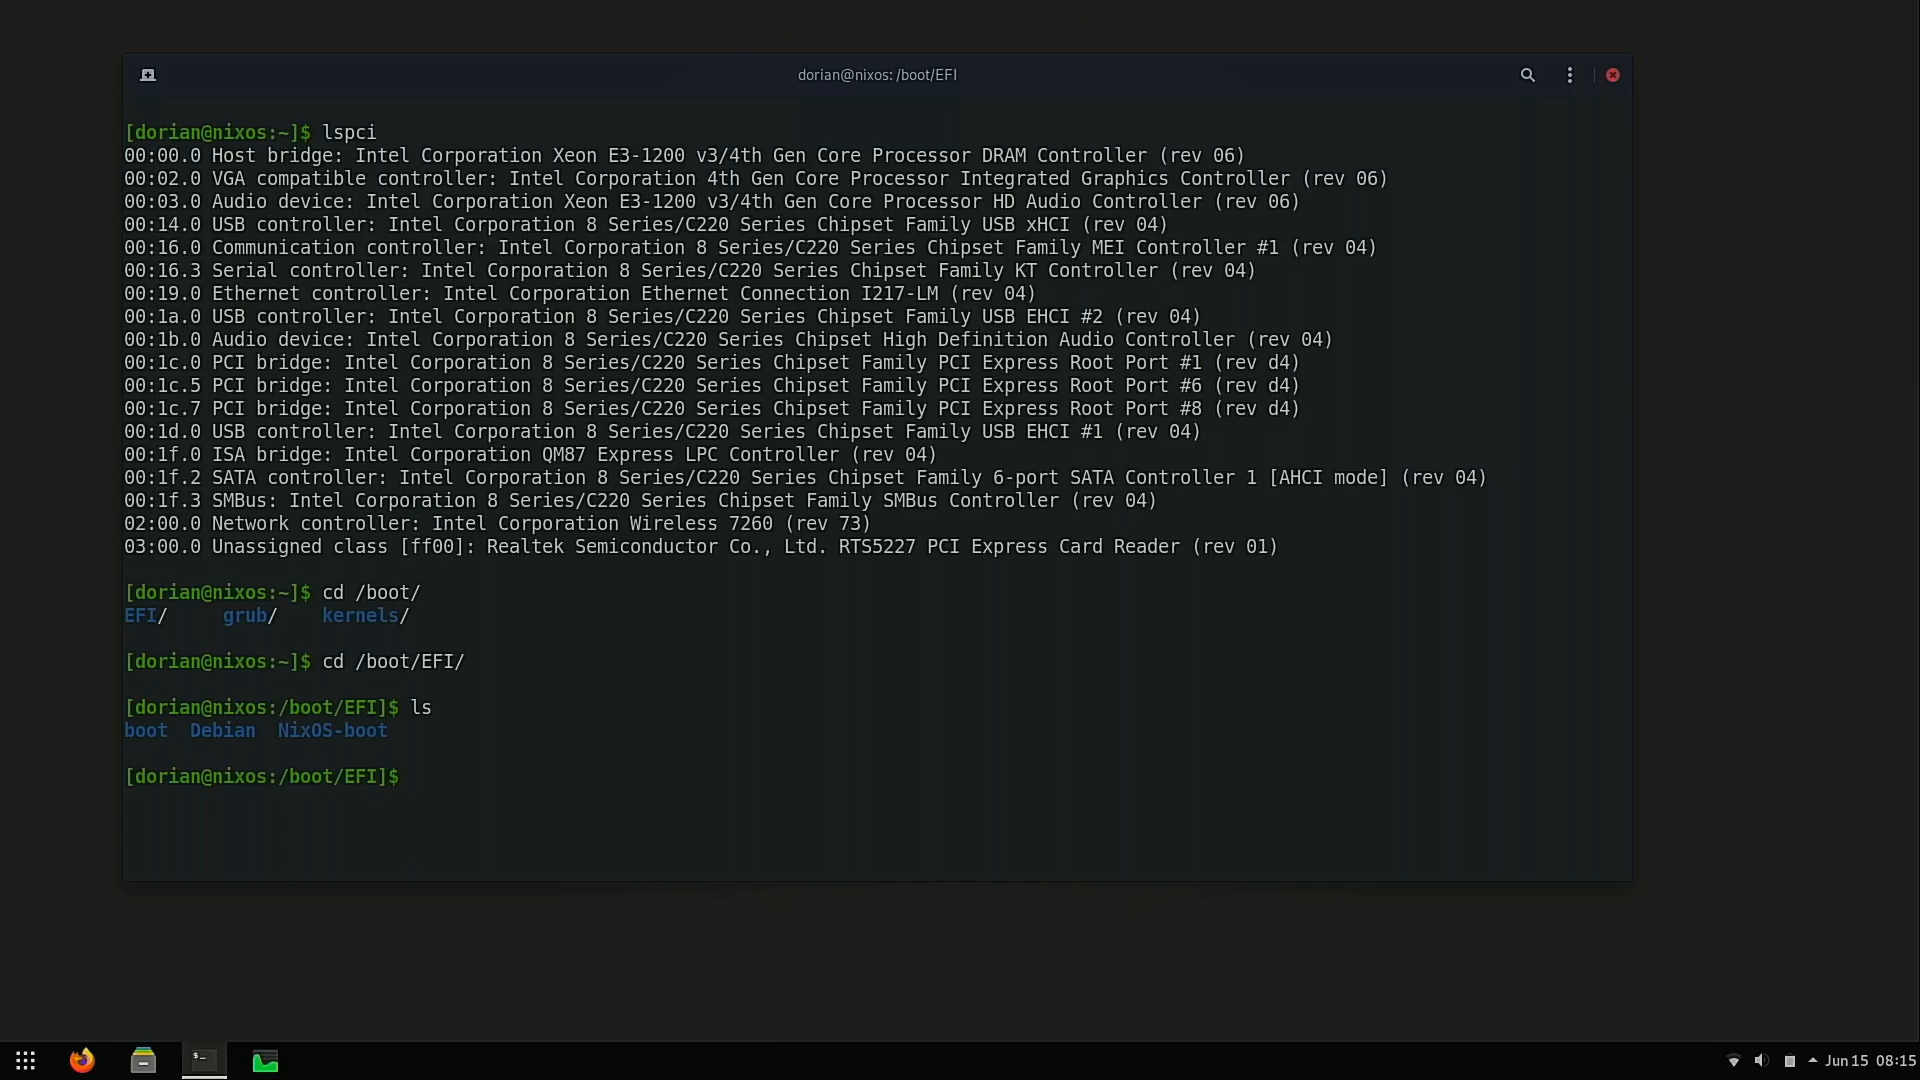 dorian@nixos: /boot/EFI
[dorian@nixos:~]$ lspci
00:00.0 Host bridge: Intel Corporation Xeon E3-1200 v3/4th Gen Core Processor DRAM Controller (rev 06)
00:02.0 VGA compatible controller: Intel Corporation 4th Gen Core Processor Integrated Graphics Controller (rev 06)
00:03.0 Audio device: Intel Corporation Xeon E3-1200 v3/4th Gen Core Processor HD Audio Controller (rev 06)
00:14.0 USB controller: Intel Corporation 8 Series/C220 Series Chipset Family USB xHCI (rev 04)
00:16.0 Communication controller: Intel Corporation 8 Series/C220 Series Chipset Family MEI Controller #1 (rev 04)
00:16.3 Serial controller: Intel Corporation 8 Series/C220 Series Chipset Family KT Controller (rev 04)
00:19.0 Ethernet controller: Intel Corporation Ethernet Connection I217-LM (rev 04)
00:1a.0 USB controller: Intel Corporation 8 Series/C220 Series Chipset Family USB EHCI #2 (rev 04)
00:1b.0 Audio device: Intel Corporation 8 Series/C220 Series Chipset High Definition Audio Controller (rev 04)
00:1c.0 PCI bridge: Intel Corporation 8 Series/C220 Series Chipset Family PCI Express Root Port #1 (rev d4)
00:1c.5 PCI bridge: Intel Corporation 8 Series/C220 Series Chipset Family PCI Express Root Port #6 (rev d4)
00:1c.7 PCI bridge: Intel Corporation 8 Series/C220 Series Chipset Family PCI Express Root Port #8 (rev d4)
00:1d.0 USB controller: Intel Corporation 8 Series/C220 Series Chipset Family USB EHCI #1 (rev 04)
00:1f.0 ISA bridge: Intel Corporation QM87 Express LPC Controller (rev 04)
00:1f.2 SATA controller: Intel Corporation 8 Series/C220 Series Chipset Family 6-port SATA Controller 1 [AHCI mode] (rev 04)
00:1f.3 SMBus: Intel Corporation 8 Series/C220 Series Chipset Family SMBus Controller (rev 04)
02:00.0 Network controller: Intel Corporation Wireless 7260 (rev 73)
03:00.0 Unassigned class [ff00]: Realtek Semiconductor Co., Ltd. RTS5227 PCI Express Card Reader (rev 01)
[dorian@nixos:~]$ cd /boot/
EFI/ grub/ kernels/
[dorian@nixos:~]$ cd /boot/EFI/
[dorian@nixos:/boot/EFI]$ ls
boot Debian NixOS-boot
[dorian@nixos:/boot/EFI]$
$_
Jun 15 08:15